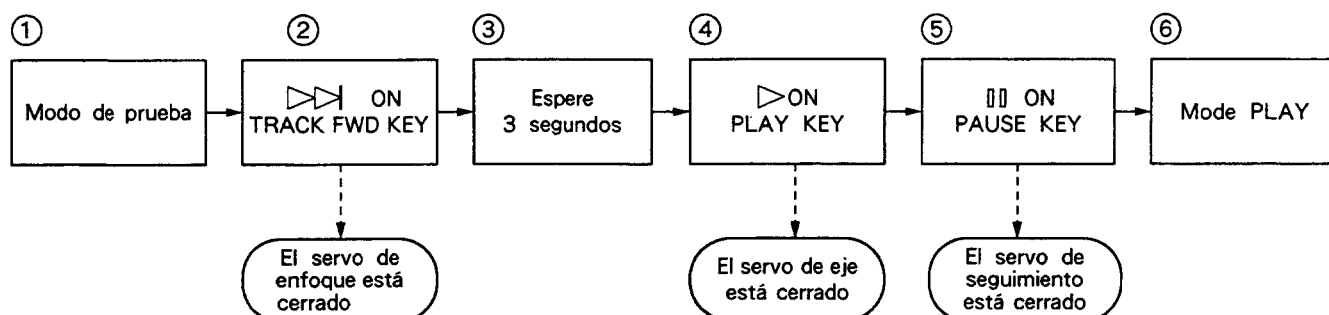 ①
Modo de prueba
②
▷▷| ON
TRACK FWD KEY
③
Espere
3 segundos
④
▷ON
PLAY KEY
⑤
▯▯ ON
PAUSE KEY
⑥
Mode PLAY
El servo de
enfoque está
cerrado
El servo de eje
está cerrado
El servo de
seguimiento
está cerrado